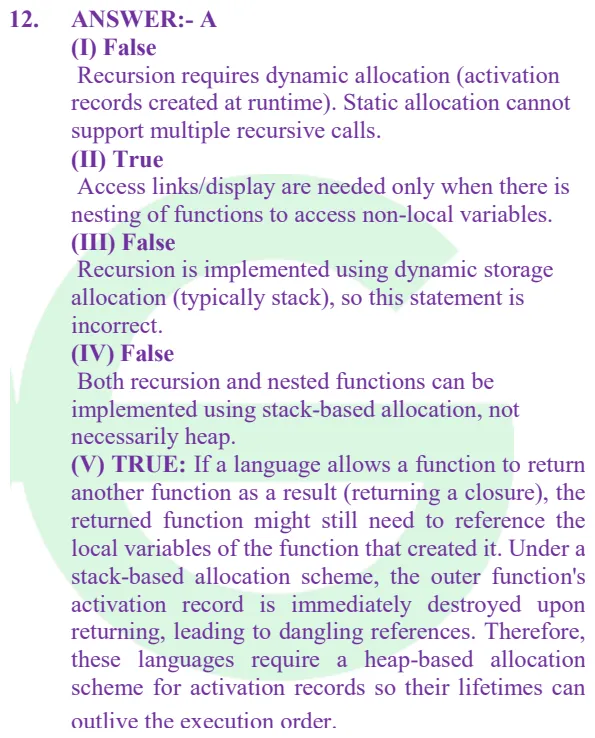 12. ANSWER:- A
(I) False
Recursion requires dynamic allocation (activation
records created at runtime). Static allocation cannot
support multiple recursive calls.
(II) True
Access links/display are needed only when there is
nesting of functions to access non-local variables.
(III) False
Recursion is implemented using dynamic storage
allocation (typically stack), so this statement is
incorrect.
(IV) False
Both recursion and nested functions can be
implemented using stack-based allocation, not
necessarily heap.
(V) TRUE: If a language allows a function to return
another function as a result (returning a closure), the
returned function might still need to reference the
local variables of the function that created it. Under a
stack-based allocation scheme, the outer function's
activation record is immediately destroyed upon
returning, leading to dangling references. Therefore,
these languages require a heap-based allocation
scheme for activation records so their lifetimes can
outlive the execution order.